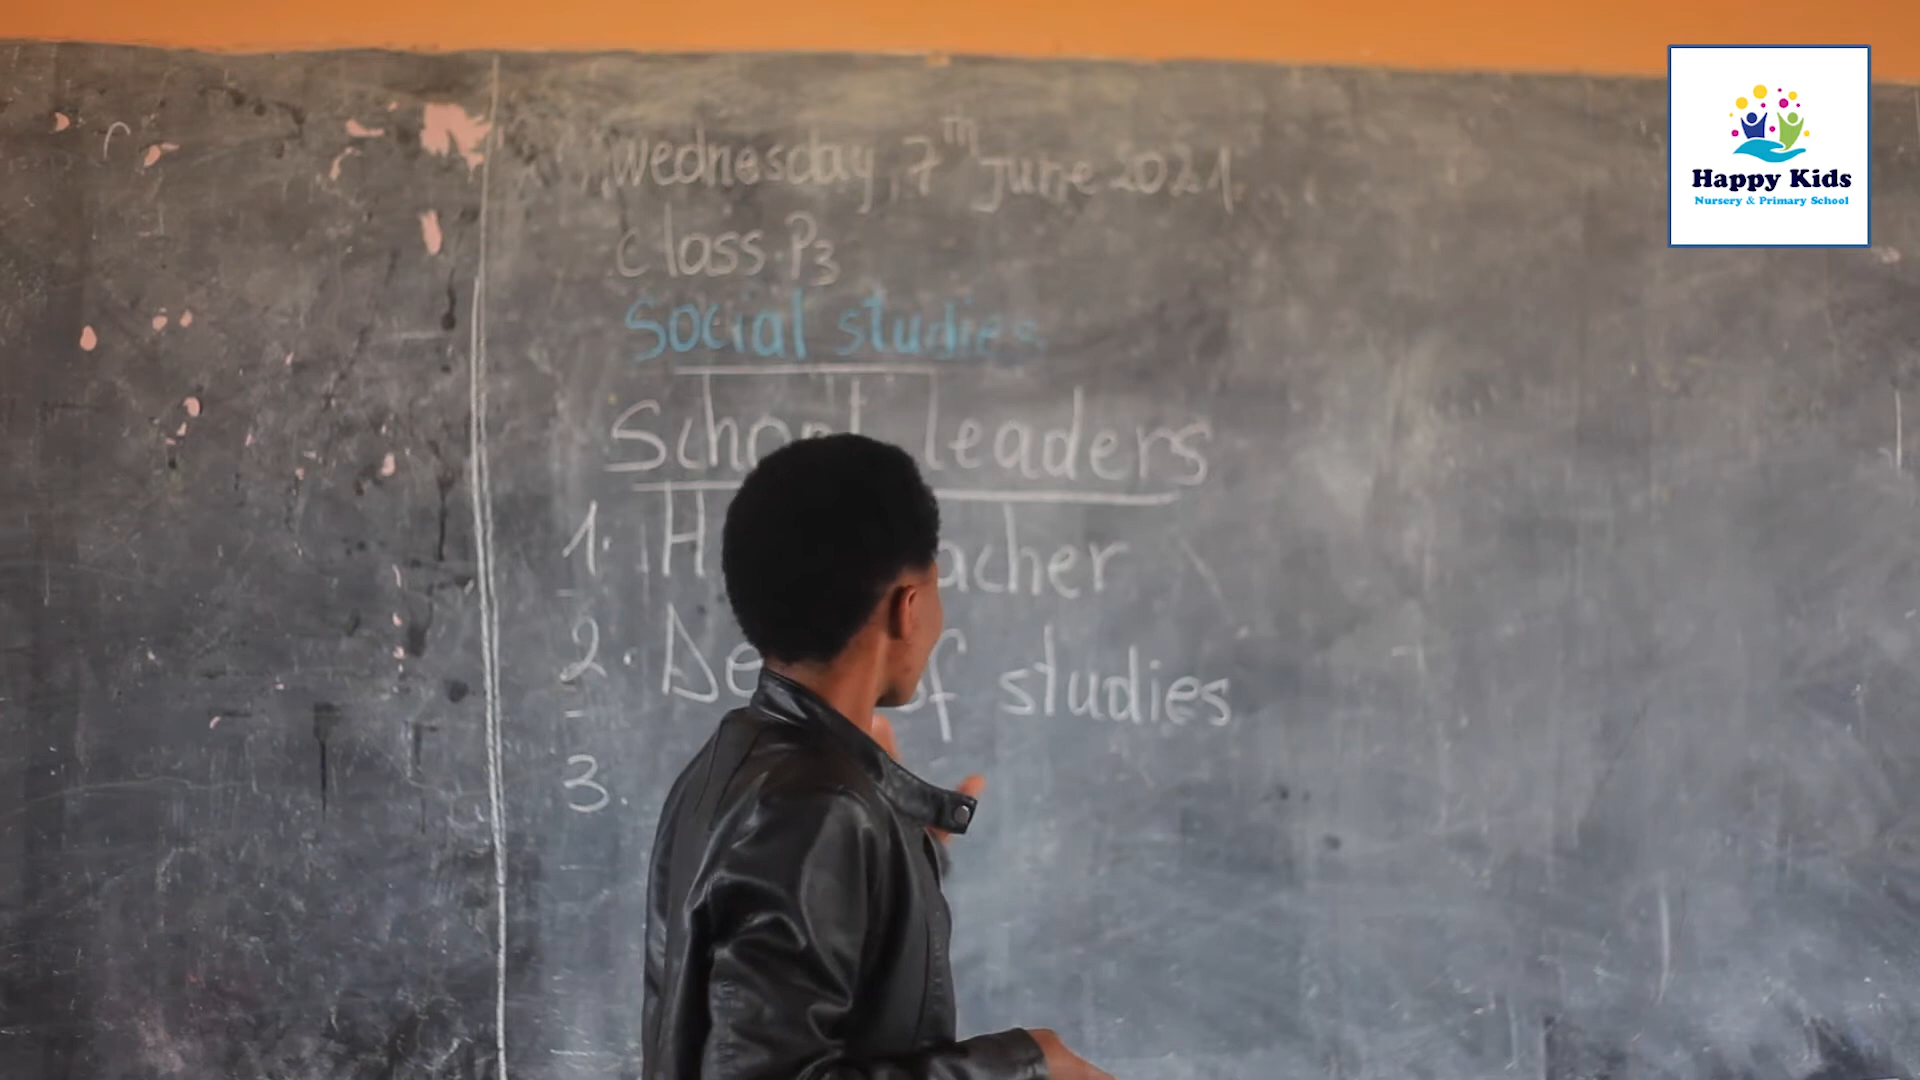 Wednesday, 7th June 2021.
Class P3
Social studies
School leaders
1. H acher
2. De of studies
3.
Happy Kids
Nursery & Primary School